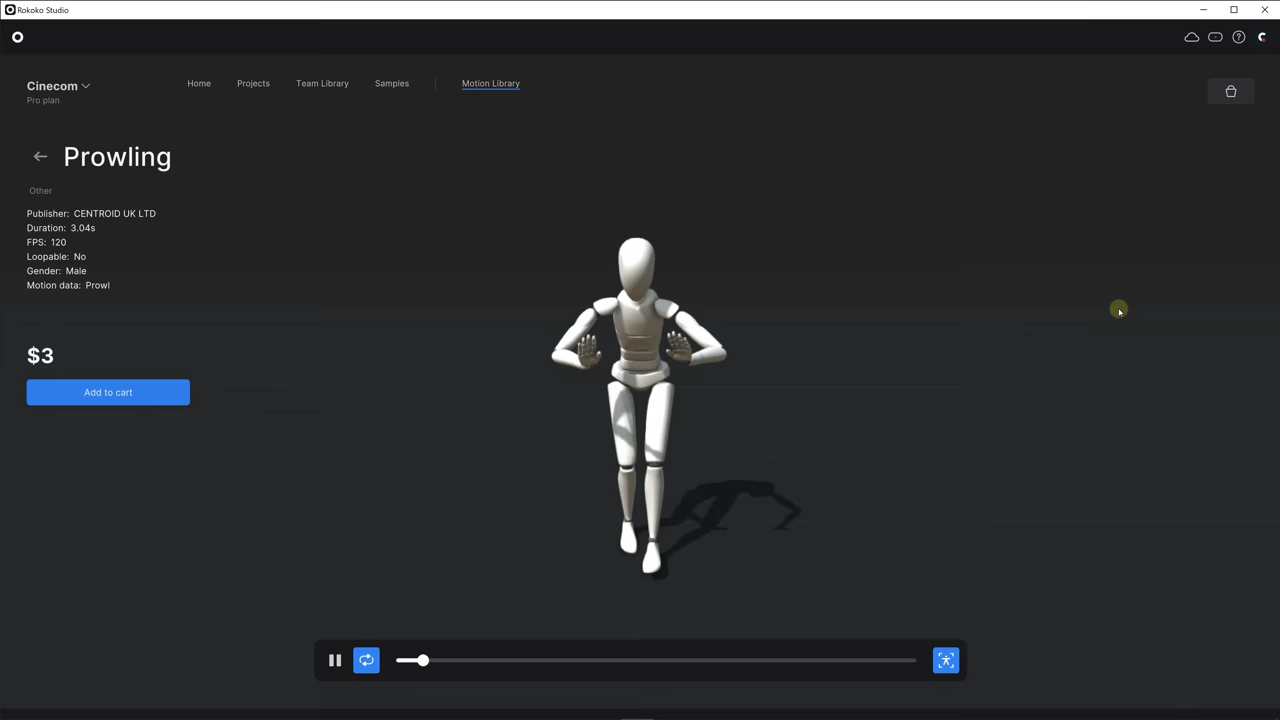 Rokoko Studio
Cinecom
Pro plan
Home
Projects
Team Library
Samples
Motion Library
Prowling
Other
Publisher: CENTROID UK LTD
Duration: 3.04s
FPS: 120
Loopable: No
Gender: Male
Motion data: Prowl
$3
Add to cart